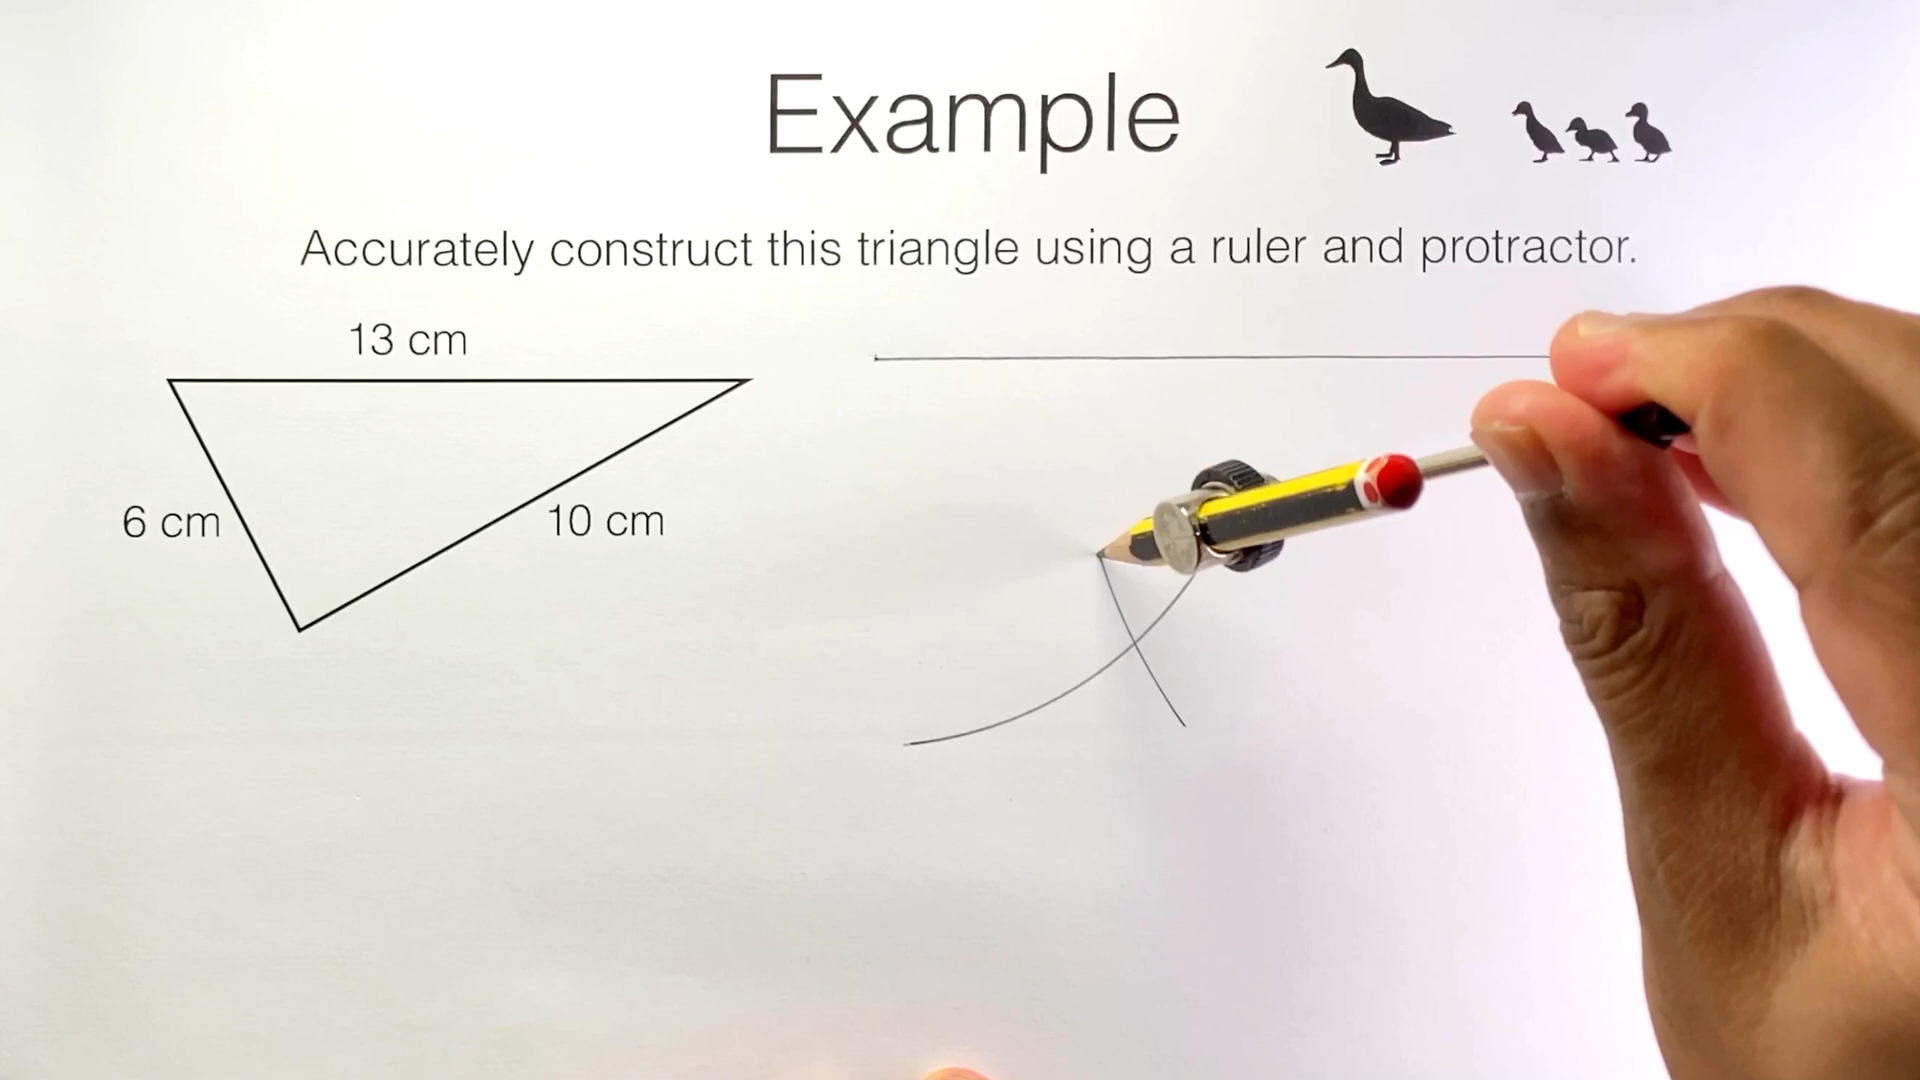 Example
Accurately construct this triangle using a ruler and protractor.
13 cm
6 cm
10 cm